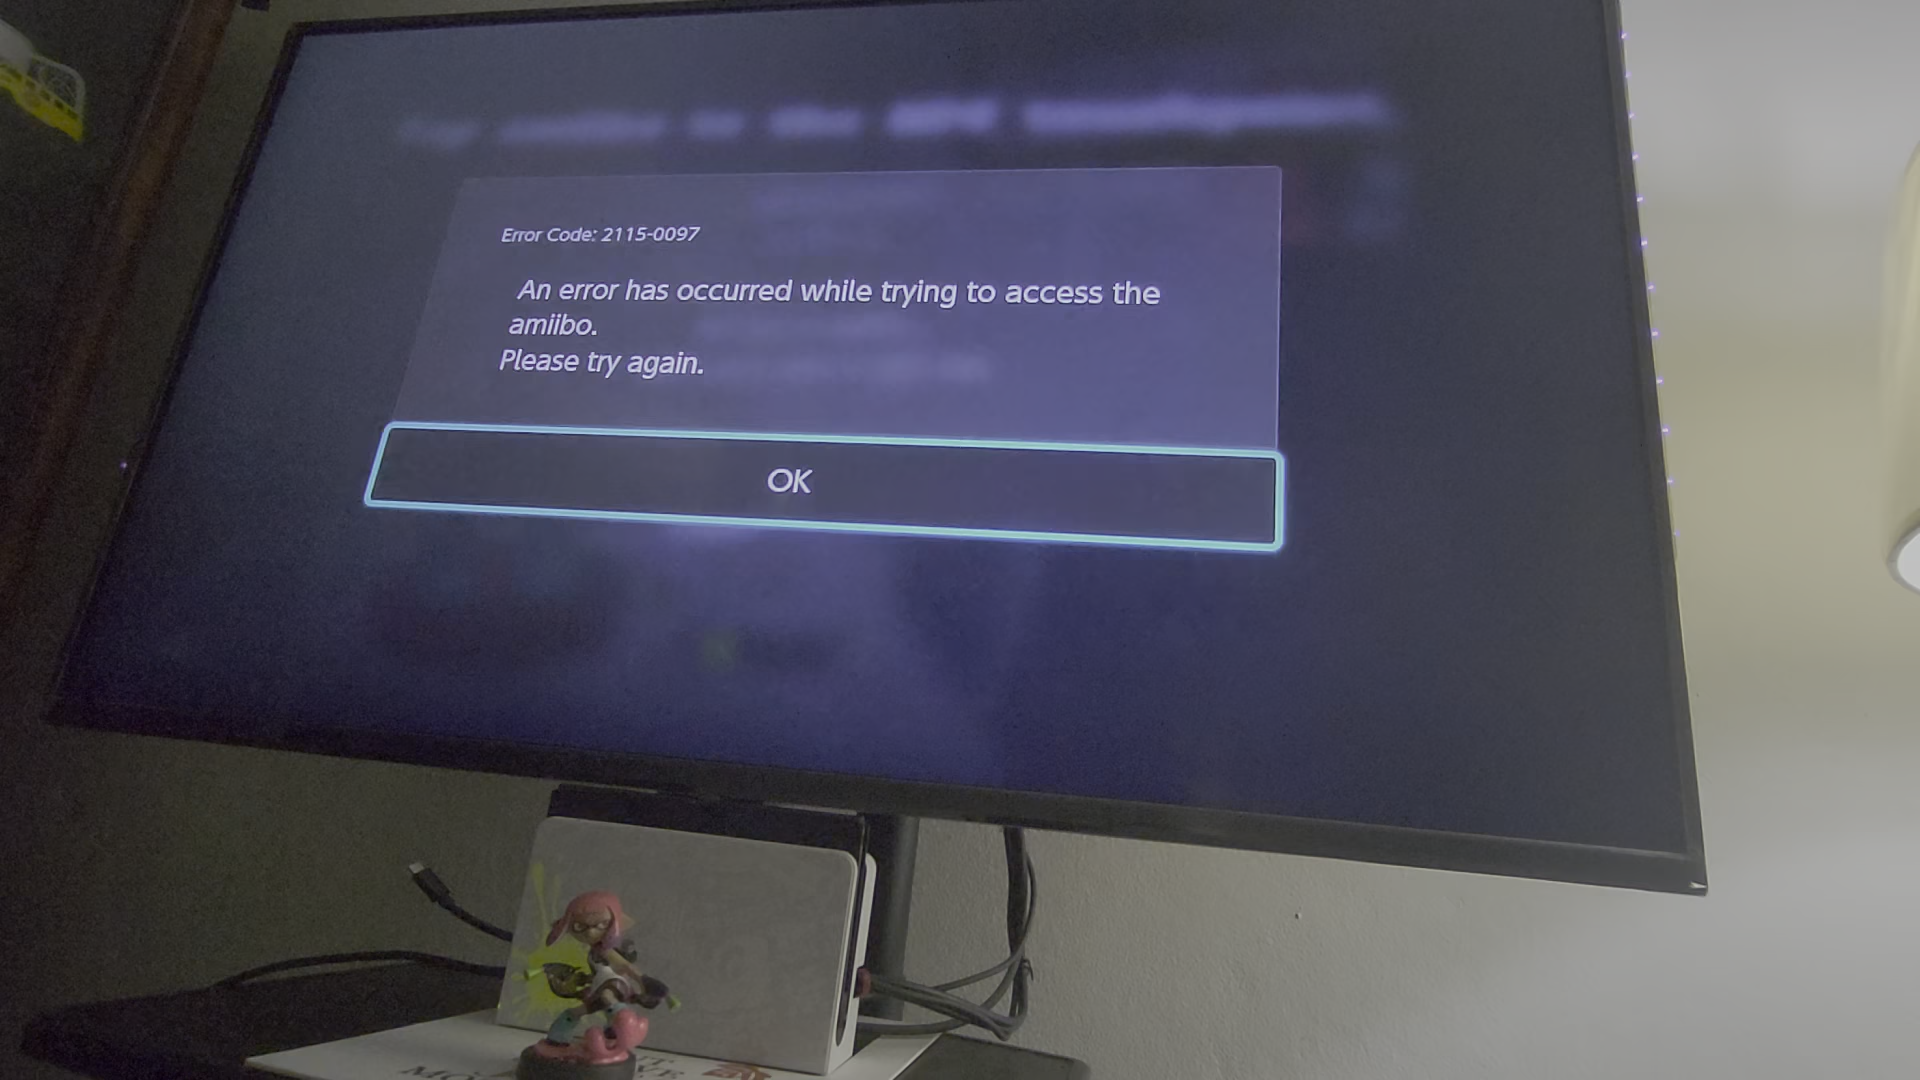 Error Code: 2115-0097
An error has occurred while trying to access the
amiibo.
Please try again.
OK